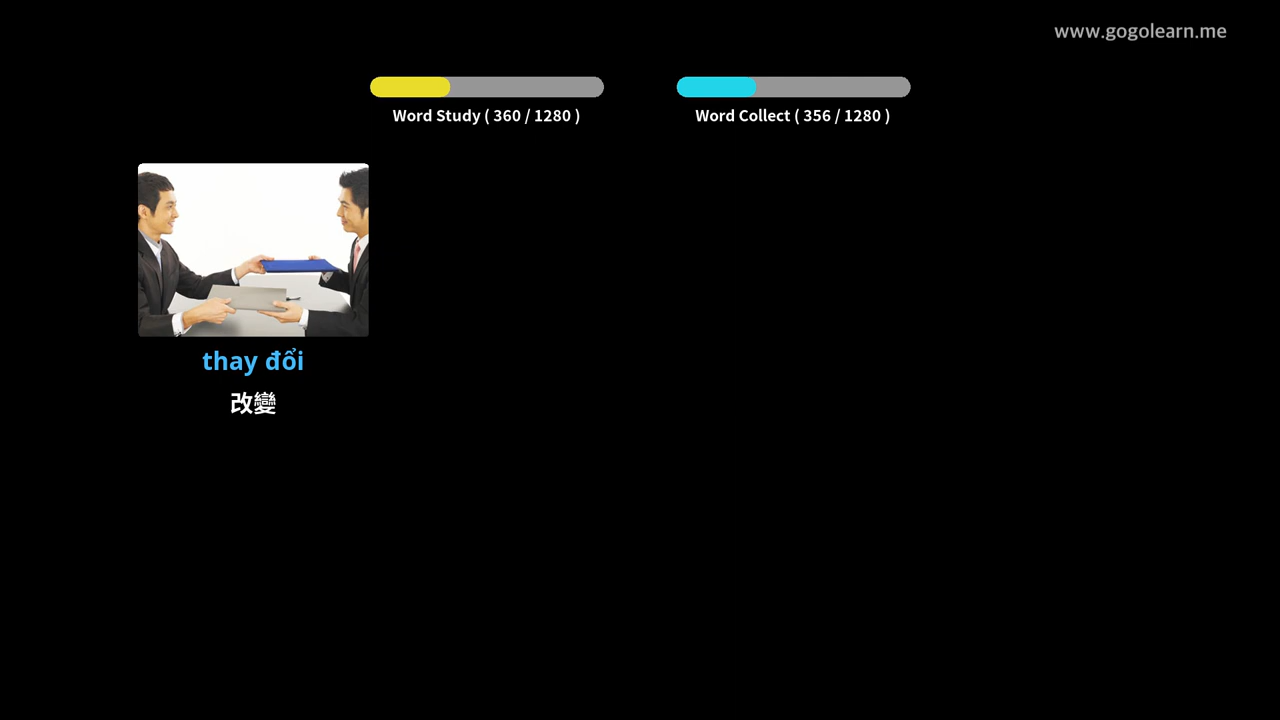 www.gogolearn.me
Word Study ( 360 / 1280 )
Word Collect ( 356 / 1280 )
thay đổi
改變